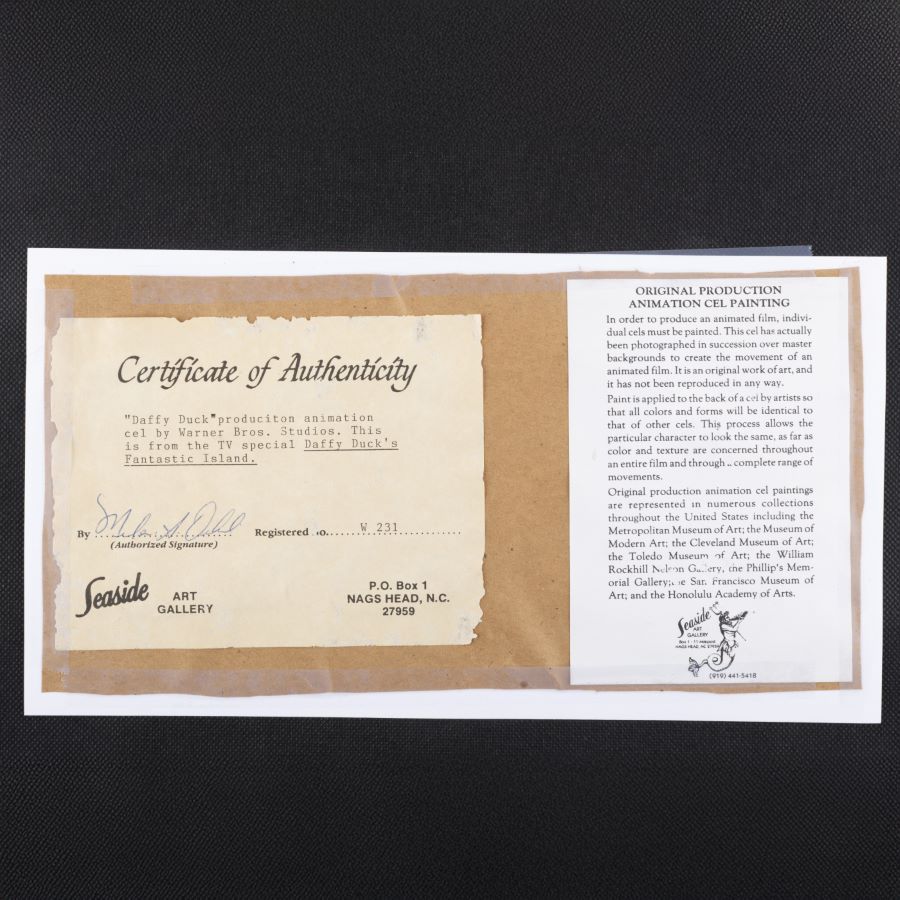 Certificate of Authenticity
"Daffy Duck"produciton animation
cel by Warner Bros. Studios. This
is from the TV special Daffy Duck's
Fantastic Island.
By
(Authorized Signature)
Registered .o.......W 231..............
Seaside ART
GALLERY
P.O. Box 1
NAGS HEAD, N.C.
27959
ORIGINAL PRODUCTION
ANIMATION CEL PAINTING
In order to produce an animated film, indivi-
dual cels must be painted. This cel has actually
been photographed in succession over master
backgrounds to create the movement of an
animated film. It is an original work of art, and
it has not been reproduced in any way.
Paint is applied to the back of a cel by artists so
that all colors and forms will be identical to
that of other cels. This process allows the
particular character to look the same, as far as
color and texture are concerned throughout
an entire film and through .. complete range of
movements.
Original production animation cel paintings
are represented in numerous collections
throughout the United States including the
Metropolitan Museum of Art; the Museum of
Modern Art; the Cleveland Museum of Art;
the Toledo Museum of Art; the William
Rockhill Nelson Gallery, the Phillip's Mem-
orial Gallery; the San Francisco Museum of
Art; and the Honolulu Academy of Arts.
Seaside
ART
GALLERY
Box 1 - 11 Milepost
NAGS HEAD, NC 27959
(919) 441-5418